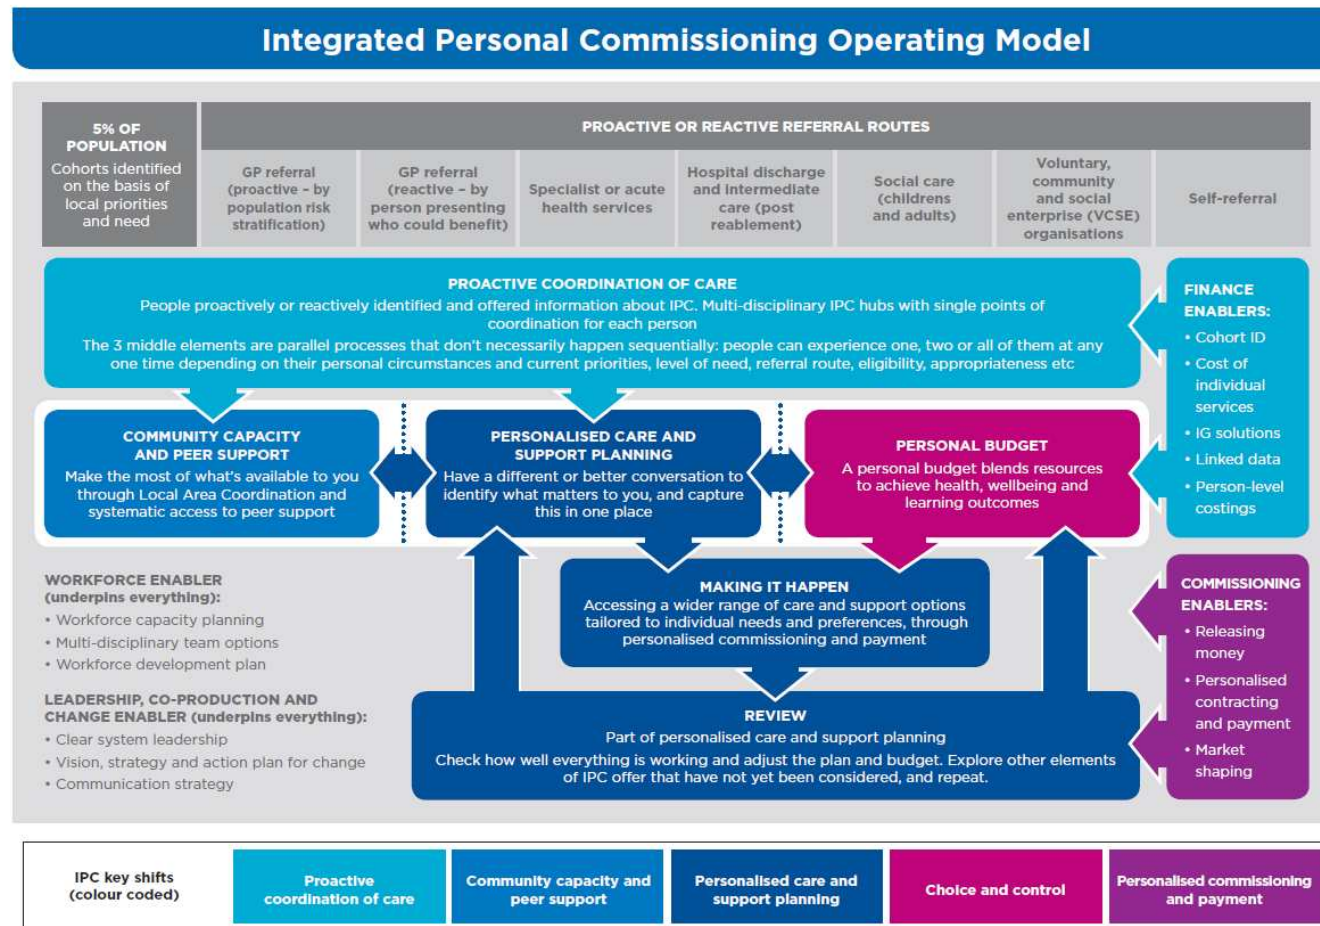 Integrated Personal Commissioning Operating Model
5% OF
POPULATION
Cohorts identified
on the basis of
local priorities
and need
PROACTIVE OR REACTIVE REFERRAL ROUTES
GP referral
(proactive – by
population risk
stratification)
GP referral
(reactive – by
person presenting
who could benefit)
Specialist or acute
health services
Hospital discharge
and intermediate
care (post
reablement)
Social care
(childrens
and adults)
Voluntary,
community
and social
enterprise (VCSE)
organisations
Self-referral
PROACTIVE COORDINATION OF CARE
People proactively or reactively identified and offered information about IPC. Multi-disciplinary IPC hubs with single points of
coordination for each person
The 3 middle elements are parallel processes that don't necessarily happen sequentially: people can experience one, two or all of them at any
one time depending on their personal circumstances and current priorities, level of need, referral route, eligibility, appropriateness etc
FINANCE
ENABLERS:
• Cohort ID
• Cost of
individual
services
• IG solutions
• Linked data
• Person-level
costings
COMMUNITY CAPACITY
AND PEER SUPPORT
Make the most of what's available to you
through Local Area Coordination and
systematic access to peer support
PERSONALISED CARE AND
SUPPORT PLANNING
Have a different or better conversation to
identify what matters to you, and capture
this in one place
PERSONAL BUDGET
A personal budget blends resources
to achieve health, wellbeing and
learning outcomes
WORKFORCE ENABLER
(underpins everything):
• Workforce capacity planning
• Multi-disciplinary team options
• Workforce development plan
LEADERSHIP, CO-PRODUCTION AND
CHANGE ENABLER (underpins everything):
• Clear system leadership
• Vision, strategy and action plan for change
• Communication strategy
MAKING IT HAPPEN
Accessing a wider range of care and support options
tailored to individual needs and preferences, through
personalised commissioning and payment
REVIEW
Part of personalised care and support planning
Check how well everything is working and adjust the plan and budget. Explore other elements
of IPC offer that have not yet been considered, and repeat.
COMMISSIONING
ENABLERS:
• Releasing
money
• Personalised
contracting
and payment
• Market
shaping
IPC key shifts
(colour coded)
Proactive
coordination of care
Community capacity and
peer support
Personalised care and
support planning
Choice and control
Personalised commissioning
and payment